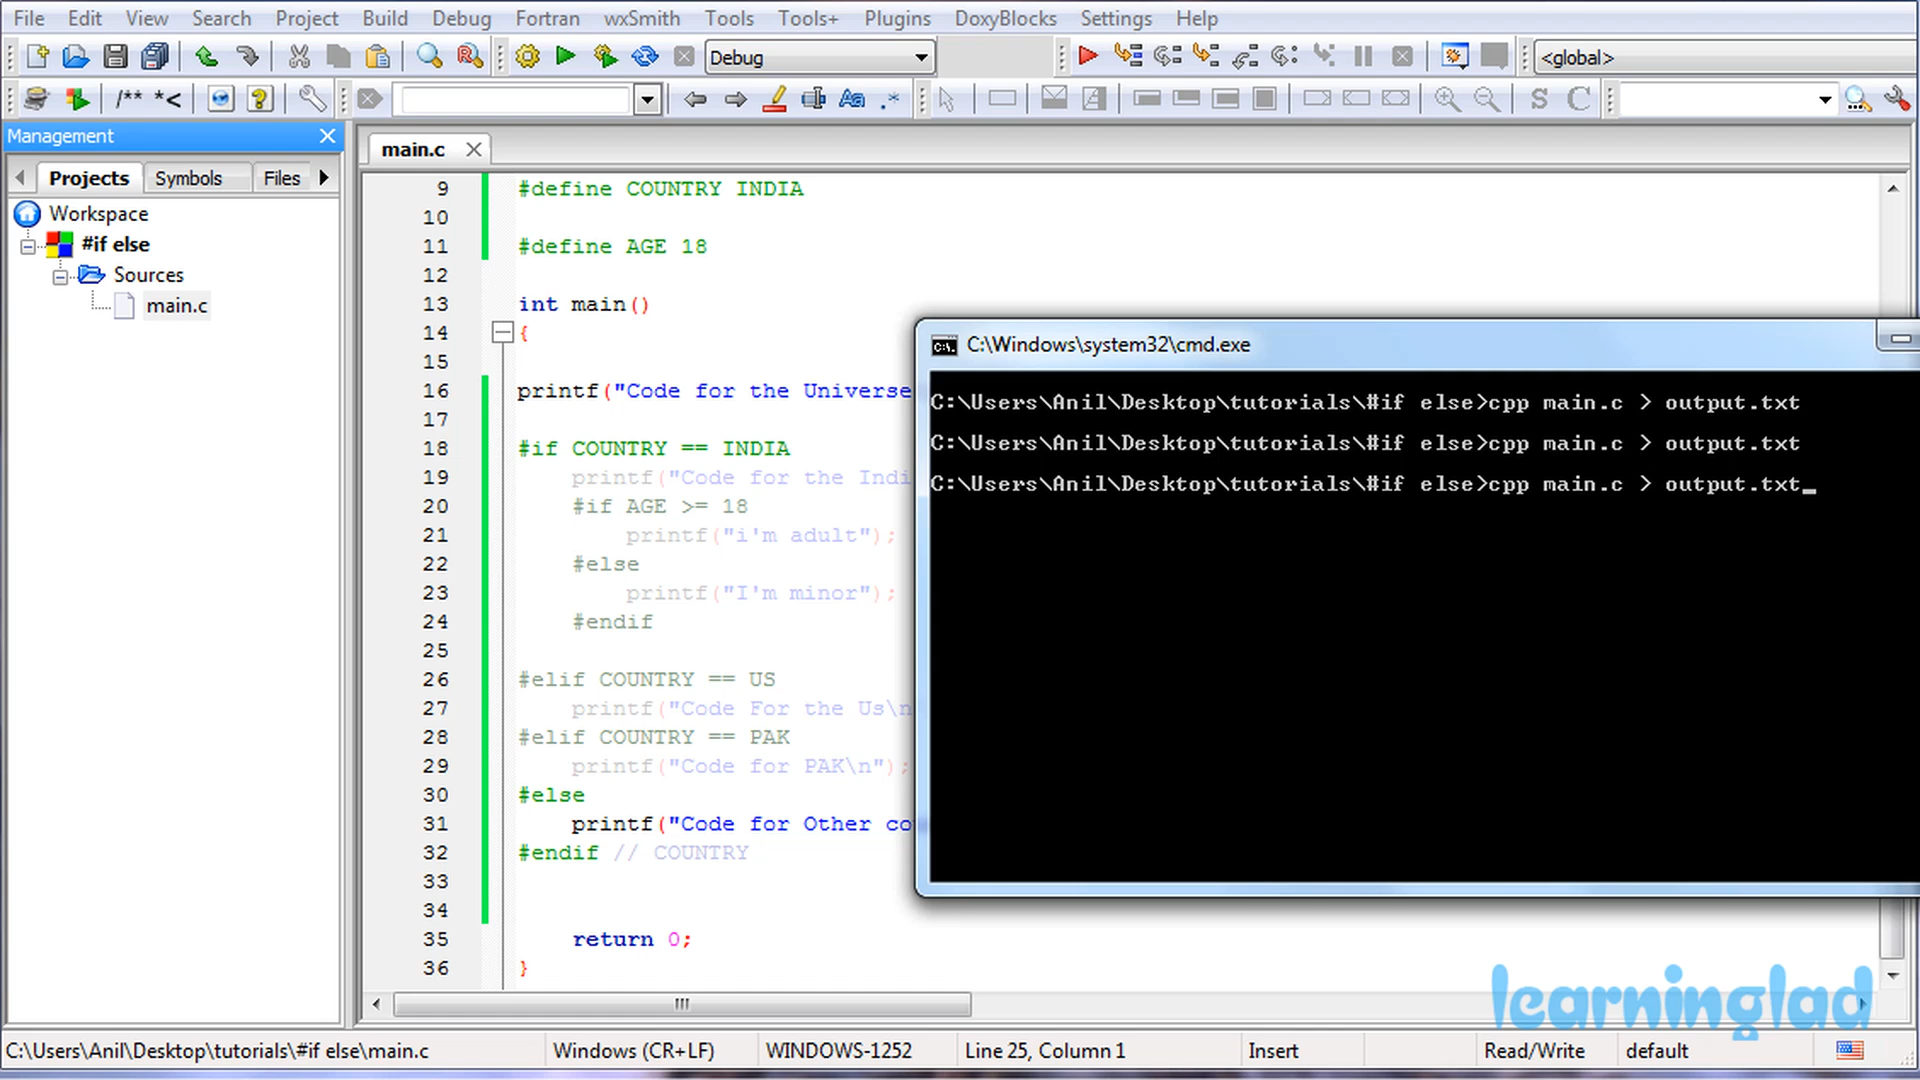 File Edit View Search Project Build Debug Fortran wxSmith Tools Tools+ Plugins DoxyBlocks Settings Help
Debug <global>
/** *< Aa .* S C
Management
Projects Symbols Files
Workspace
#if else
Sources
main.c
main.c
9 #define COUNTRY INDIA
10
11 #define AGE 18
12
13 int main()
14 {
15
16 printf("Code for the Universe
17
18 #if COUNTRY == INDIA
19 printf("Code for the Indi
20 #if AGE >= 18
21 printf("i'm adult");
22 #else
23 printf("I'm minor");
24 #endif
25
26 #elif COUNTRY == US
27 printf("Code For the Us\n
28 #elif COUNTRY == PAK
29 printf("Code for PAK\n");
30 #else
31 printf("Code for Other co
32 #endif // COUNTRY
33
34
35 return 0;
36 }
C:\Windows\system32\cmd.exe
C:\Users\Anil\Desktop\tutorials\#if else>cpp main.c > output.txt
C:\Users\Anil\Desktop\tutorials\#if else>cpp main.c > output.txt
C:\Users\Anil\Desktop\tutorials\#if else>cpp main.c > output.txt_
learninglad
C:\Users\Anil\Desktop\tutorials\#if else\main.c Windows (CR+LF) WINDOWS-1252 Line 25, Column 1 Insert Read/Write default